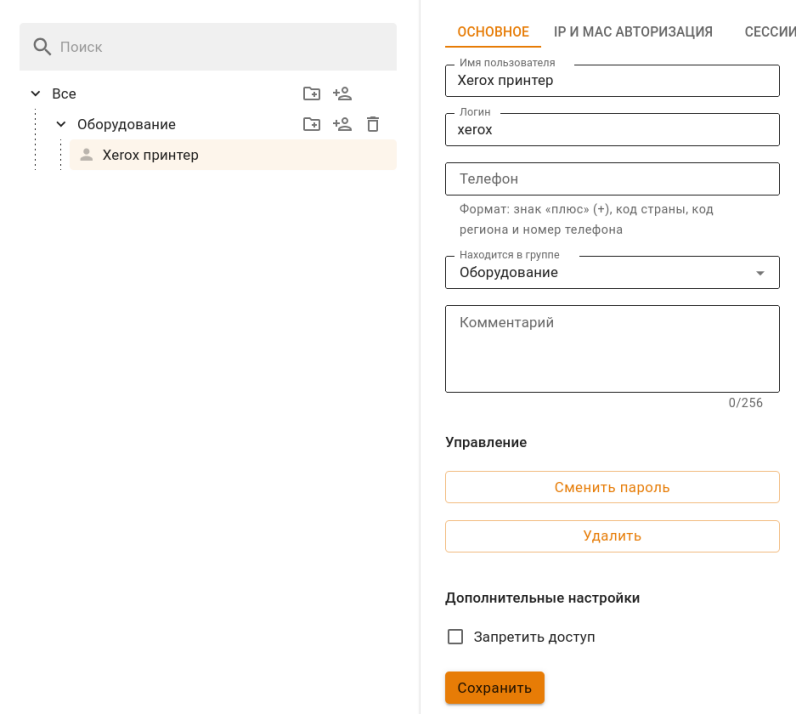 Поиск
Все
Оборудование
Xerox принтер
ОСНОВНОЕ
IP И MAC АВТОРИЗАЦИЯ
СЕССИИ
Имя пользователя
Xerox принтер
Логин
xerox
Телефон
Формат: знак «плюс» (+), код страны, код
региона и номер телефона
Находится в группе
Оборудование
Комментарий
0/256
Управление
Сменить пароль
Удалить
Дополнительные настройки
Запретить доступ
Сохранить